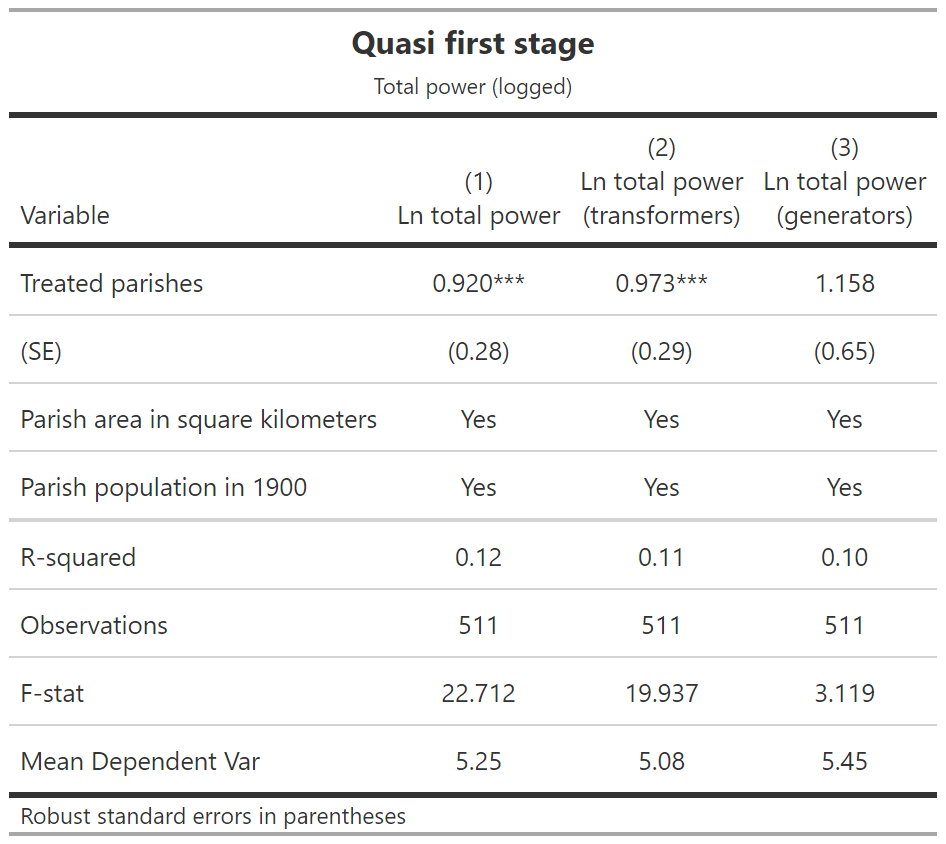 Quasi first stage
Total power (logged)
Variable (1) Ln total power (2) Ln total power (transformers) (3) Ln total power (generators)
Treated parishes 0.920*** 0.973*** 1.158
(SE) (0.28) (0.29) (0.65)
Parish area in square kilometers Yes Yes Yes
Parish population in 1900 Yes Yes Yes
R-squared 0.12 0.11 0.10
Observations 511 511 511
F-stat 22.712 19.937 3.119
Mean Dependent Var 5.25 5.08 5.45
Robust standard errors in parentheses